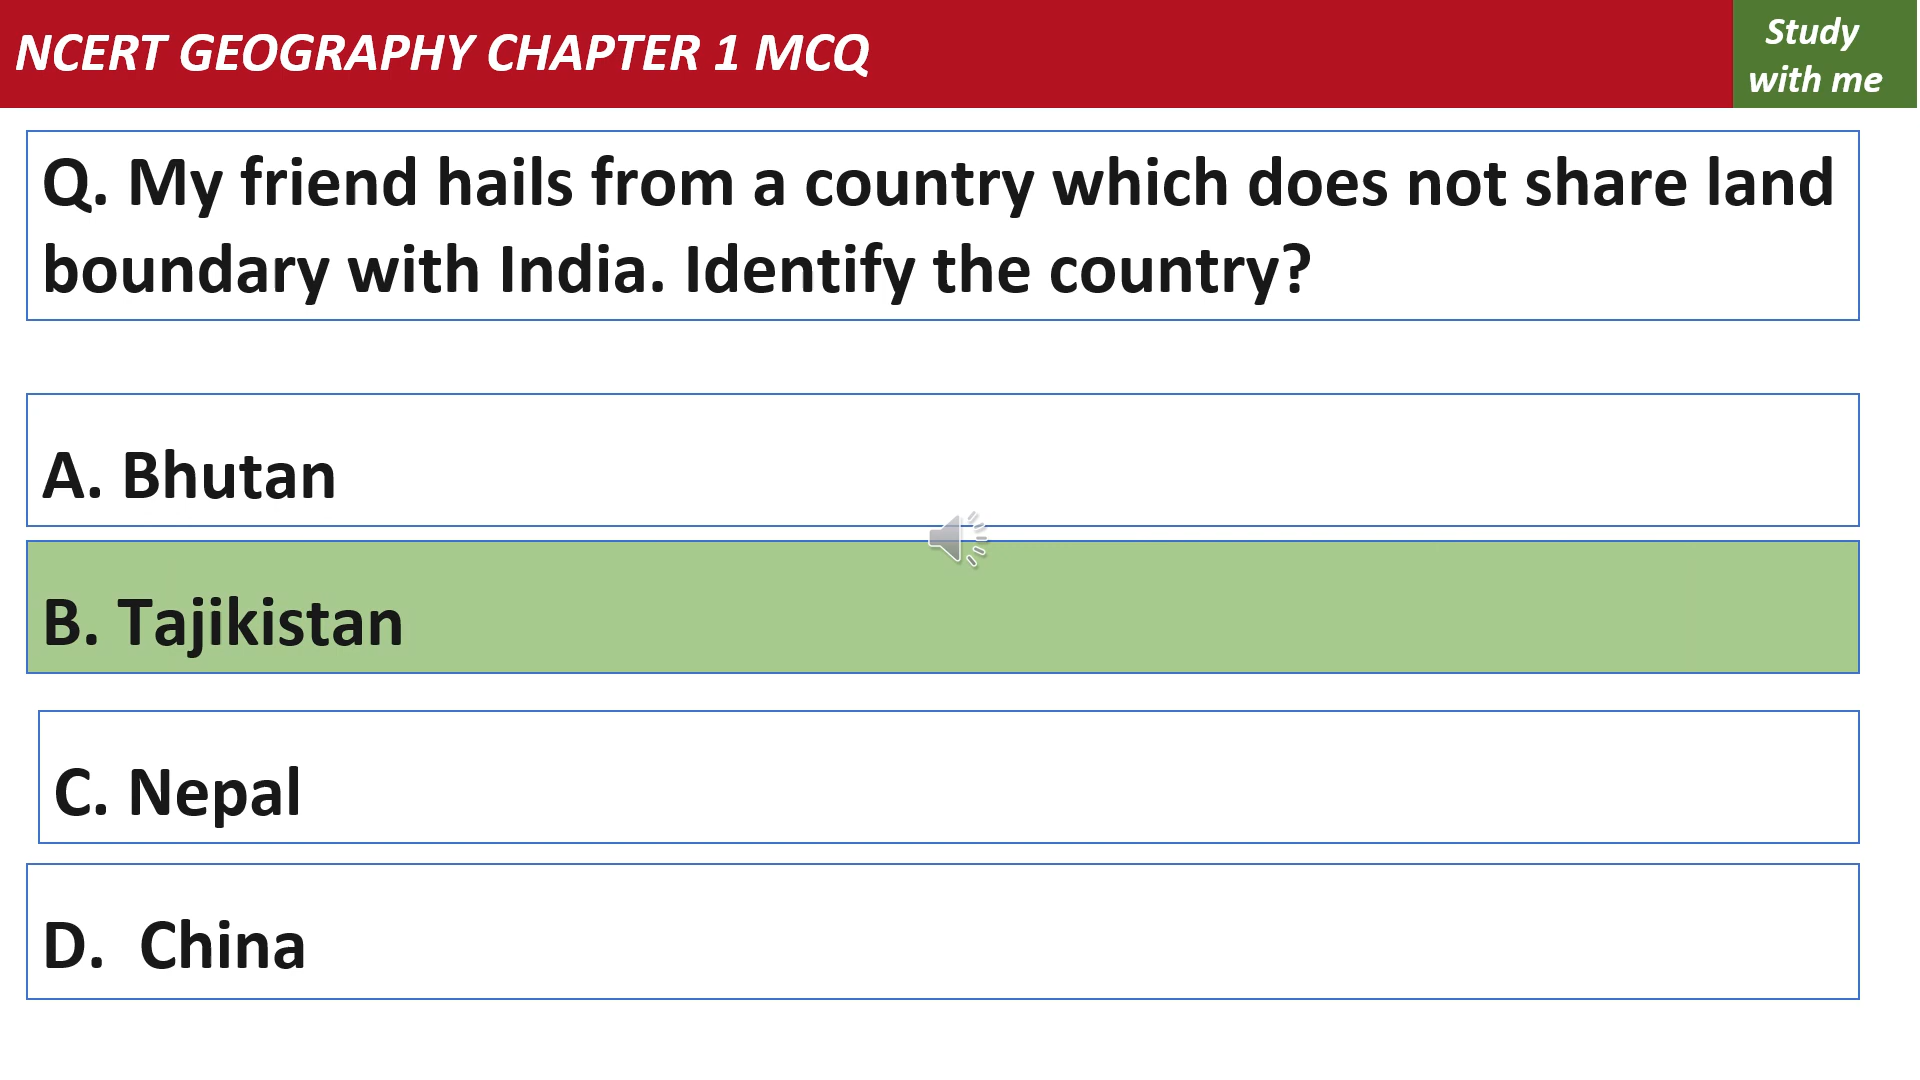 NCERT GEOGRAPHY CHAPTER 1 MCQ
Study
with me
Q. My friend hails from a country which does not share land
boundary with India. Identify the country?
A. Bhutan
B. Tajikistan
C. Nepal
D. China